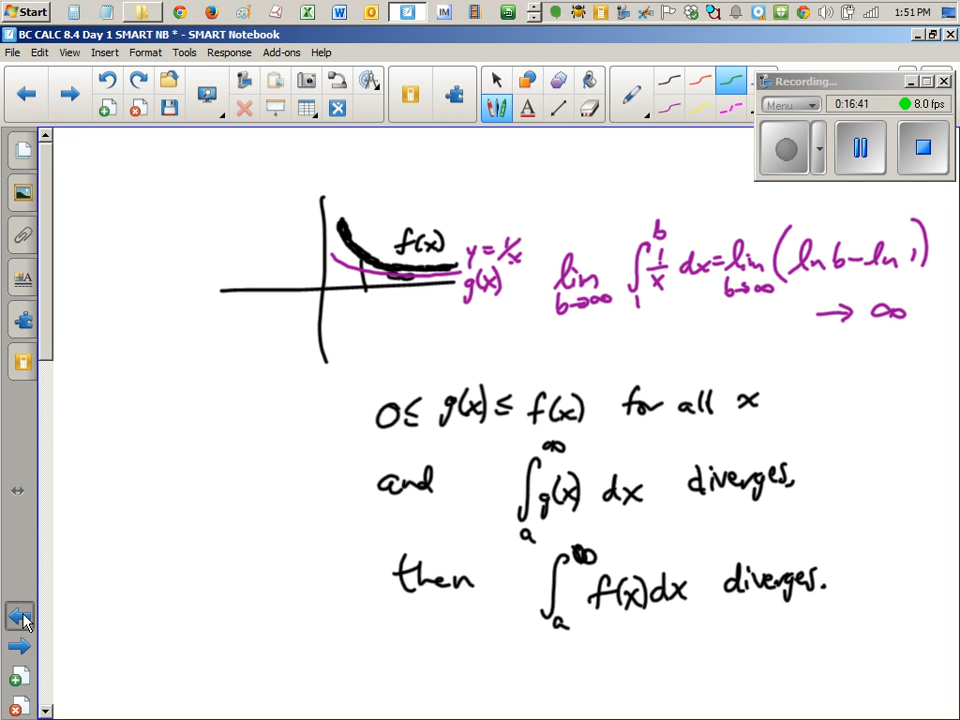 Start
1:51 PM
BC CALC 8.4 Day 1 SMART NB * - SMART Notebook
File Edit View Insert Format Tools Response Add-ons Help
Recording...
Menu 0:16:41 8.0 fps
f(x)
y = 1/x
g(x)
lim b→∞ ∫₁ᵇ 1/x dx = lim b→∞ (ln b − ln 1)
→ ∞
0 ≤ g(x) ≤ f(x) for all x
and ∫ₐ^∞ g(x) dx diverges,
then ∫ₐ^∞ f(x)dx diverges.